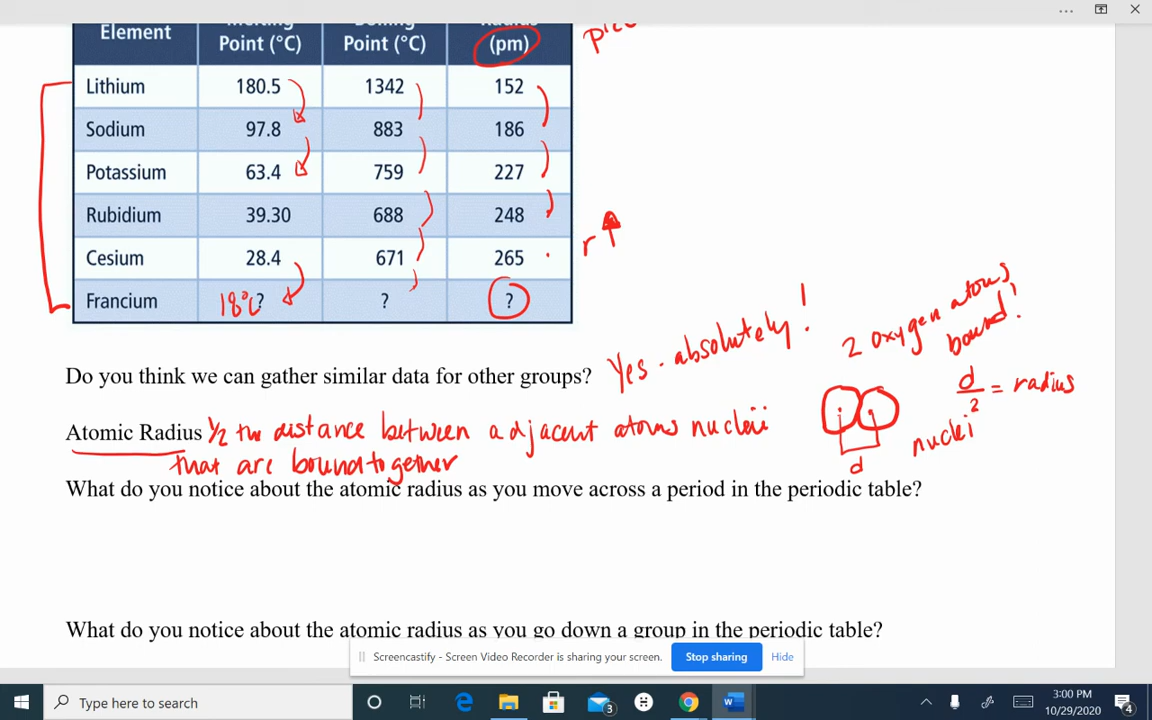 Element Melting Boiling Radius
Point (°C) Point (°C) (pm)
Lithium 180.5 1342 152
Sodium 97.8 883 186
Potassium 63.4 759 227
Rubidium 39.30 688 248
Cesium 28.4 671 265
Francium 18°C? ? ?
r
2 oxygen atoms
bound!
Do you think we can gather similar data for other groups? Yes - absolutely!
d/2 = radius
Atomic Radius 1/2 the distance between adjacent atoms nucleii
that are bound together
nuclei
d
What do you notice about the atomic radius as you move across a period in the periodic table?
What do you notice about the atomic radius as you go down a group in the periodic table?
Screencastify - Screen Video Recorder is sharing your screen. Stop sharing Hide
Type here to search
3
3:00 PM
10/29/2020
4